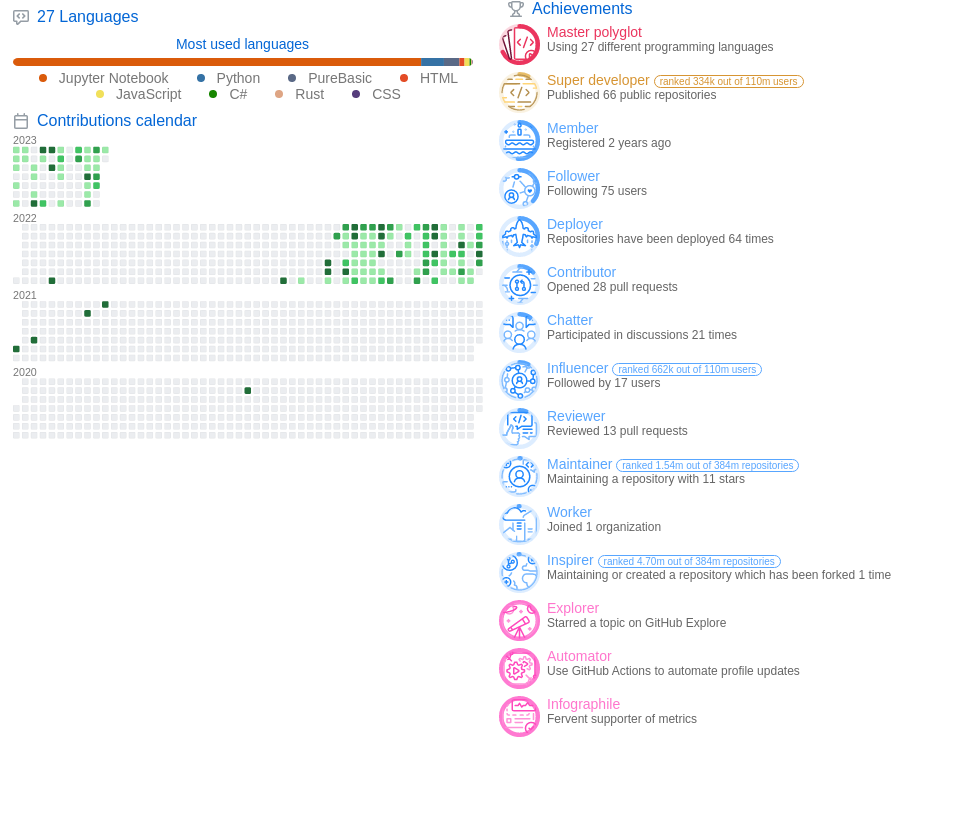 27 Languages
Most used languages
Jupyter Notebook Python PureBasic HTML
JavaScript C# Rust CSS
Contributions calendar
2023
2022
2021
2020
Achievements
Master polyglot
Using 27 different programming languages
Super developer ranked 334k out of 110m users
Published 66 public repositories
Member
Registered 2 years ago
Follower
Following 75 users
Deployer
Repositories have been deployed 64 times
Contributor
Opened 28 pull requests
Chatter
Participated in discussions 21 times
Influencer ranked 662k out of 110m users
Followed by 17 users
Reviewer
Reviewed 13 pull requests
Maintainer ranked 1.54m out of 384m repositories
Maintaining a repository with 11 stars
Worker
Joined 1 organization
Inspirer ranked 4.70m out of 384m repositories
Maintaining or created a repository which has been forked 1 time
Explorer
Starred a topic on GitHub Explore
Automator
Use GitHub Actions to automate profile updates
Infographile
Fervent supporter of metrics